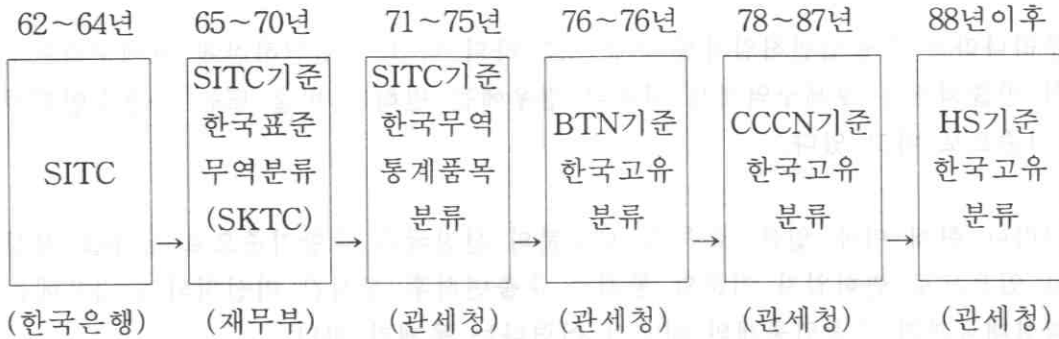 62~64년 65~70년 71~75년 76~76년 78~87년 88년이후
SITC
→
(한국은행)
SITC기준
한국표준
무역분류
(SKTC)
→
(재무부)
SITC기준
한국무역
통계품목
분류
→
(관세청)
BTN기준
한국고유
분류
→
(관세청)
CCCN기준
한국고유
분류
→
(관세청)
HS기준
한국고유
분류
(관세청)